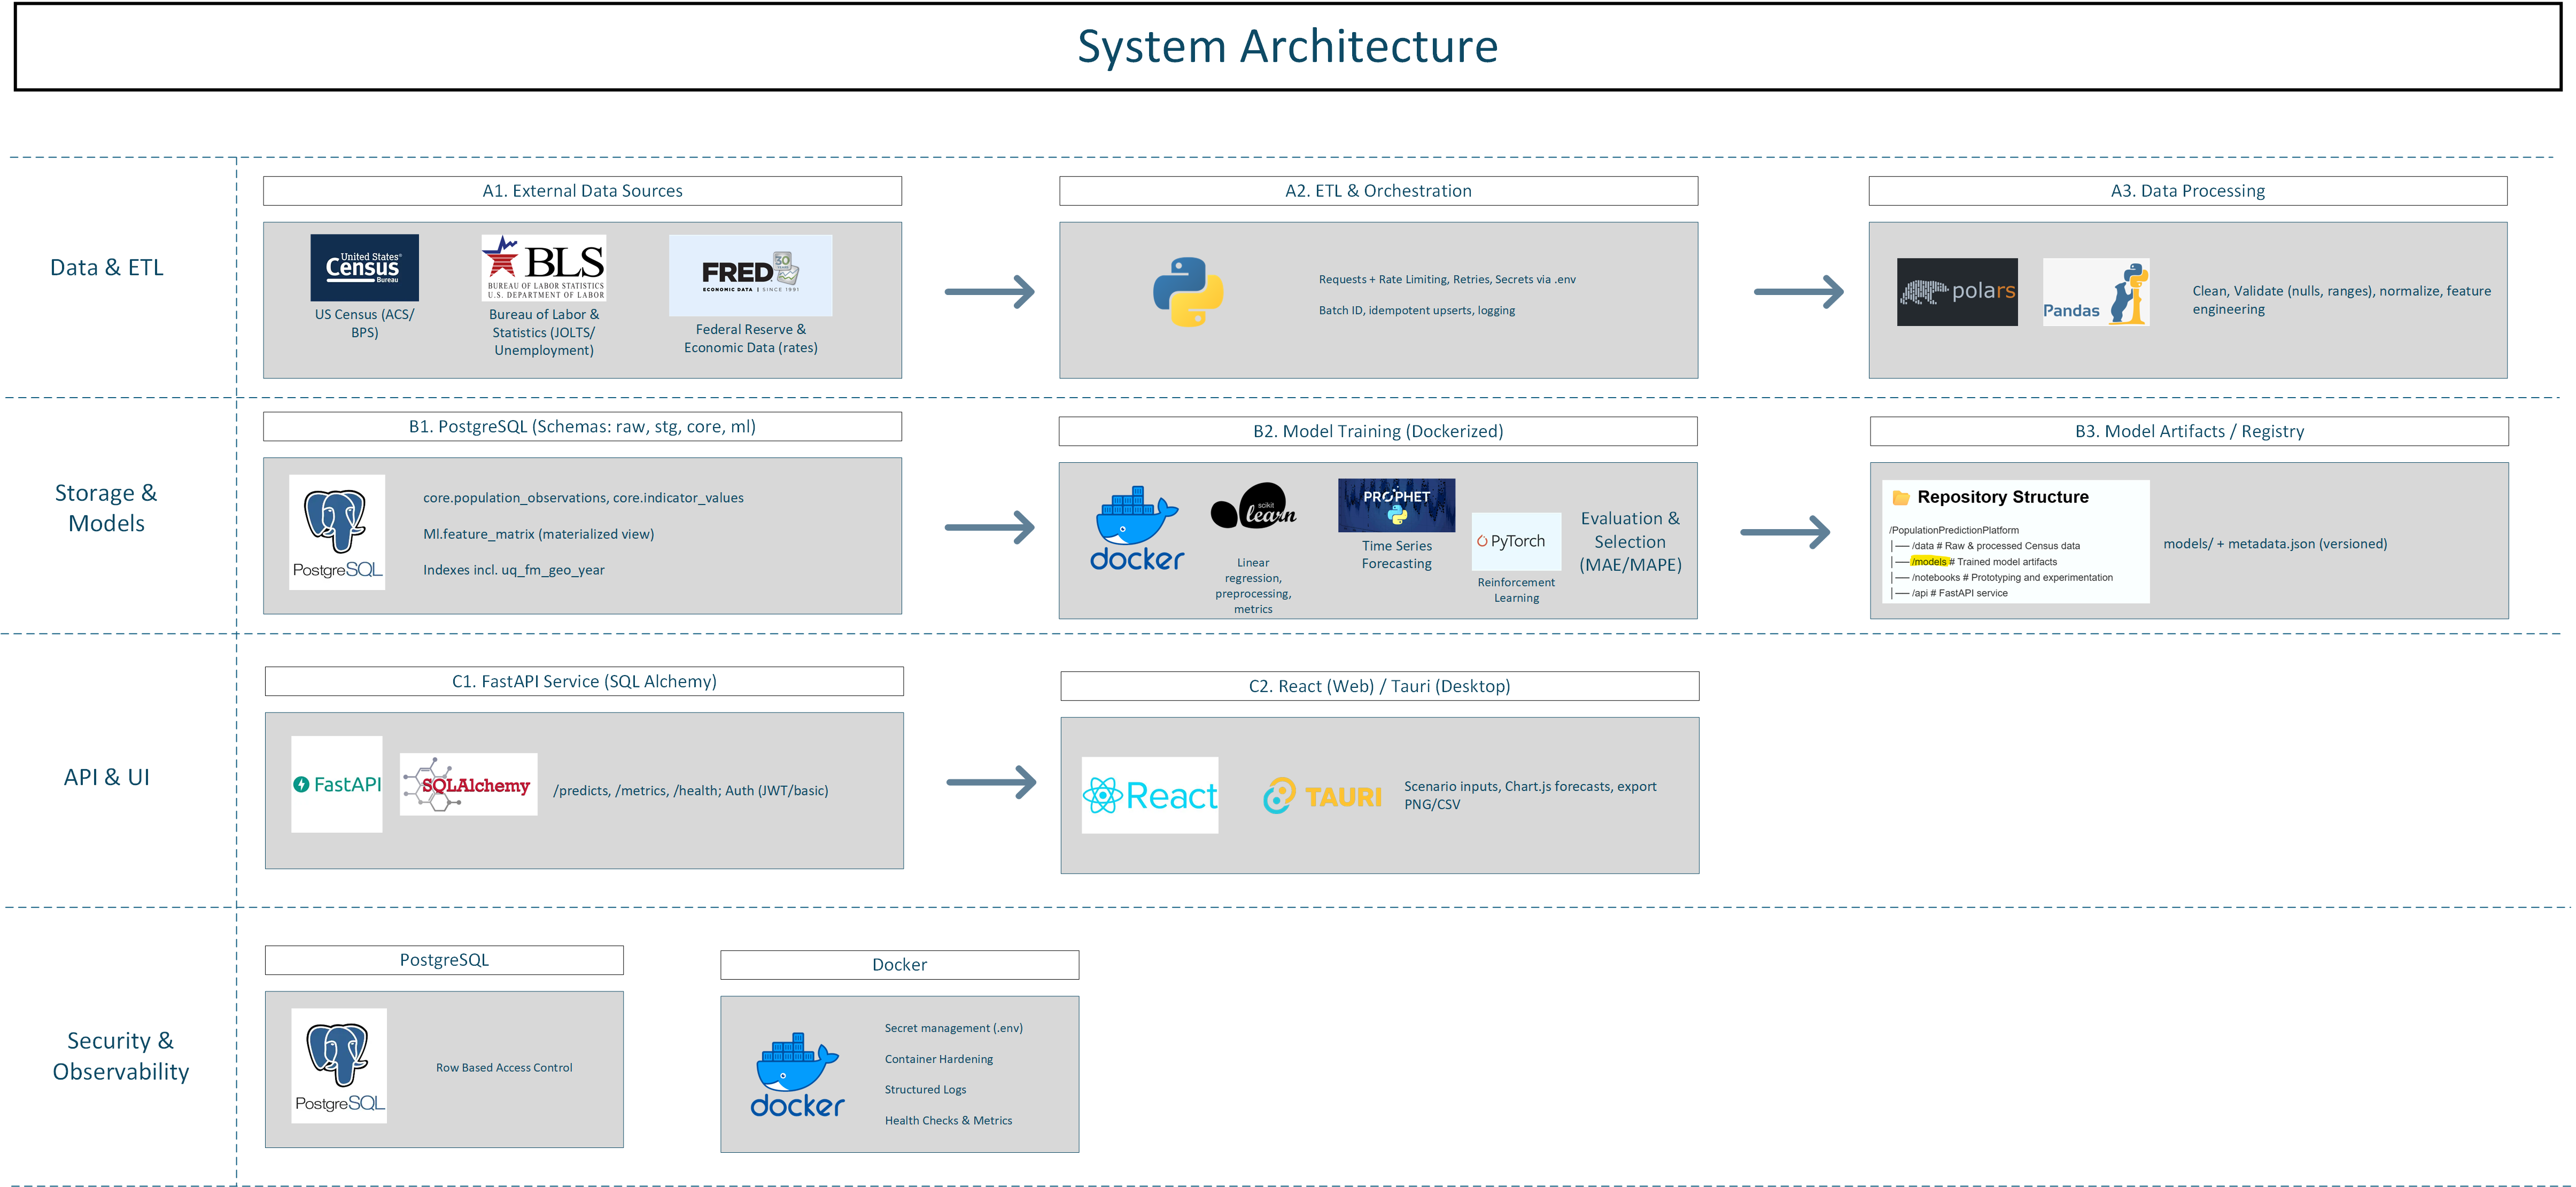 System Architecture
Data & ETL
A1. External Data Sources
United States®
Census
Bureau
US Census (ACS/
BPS)
BLS
BUREAU OF LABOR STATISTICS
U.S. DEPARTMENT OF LABOR
Bureau of Labor &
Statistics (JOLTS/
Unemployment)
FRED
30
ECONOMIC DATA | SINCE 1991
Federal Reserve &
Economic Data (rates)
A2. ETL & Orchestration
Requests + Rate Limiting, Retries, Secrets via .env
Batch ID, idempotent upserts, logging
A3. Data Processing
polars
Pandas
Clean, Validate (nulls, ranges), normalize, feature
engineering
Storage &
Models
B1. PostgreSQL (Schemas: raw, stg, core, ml)
PostgreSQL
core.population_observations, core.indicator_values
Ml.feature_matrix (materialized view)
Indexes incl. uq_fm_geo_year
B2. Model Training (Dockerized)
docker
scikit
learn
Linear
regression,
preprocessing,
metrics
PROPHET
Time Series
Forecasting
PyTorch
Reinforcement
Learning
Evaluation &
Selection
(MAE/MAPE)
B3. Model Artifacts / Registry
Repository Structure
/PopulationPredictionPlatform
│── /data # Raw & processed Census data
│── /models # Trained model artifacts
│── /notebooks # Prototyping and experimentation
│── /api # FastAPI service
models/ + metadata.json (versioned)
API & UI
C1. FastAPI Service (SQL Alchemy)
FastAPI
SQLAlchemy
/predicts, /metrics, /health; Auth (JWT/basic)
C2. React (Web) / Tauri (Desktop)
React
TAURI
Scenario inputs, Chart.js forecasts, export
PNG/CSV
Security &
Observability
PostgreSQL
PostgreSQL
Row Based Access Control
Docker
docker
Secret management (.env)
Container Hardening
Structured Logs
Health Checks & Metrics